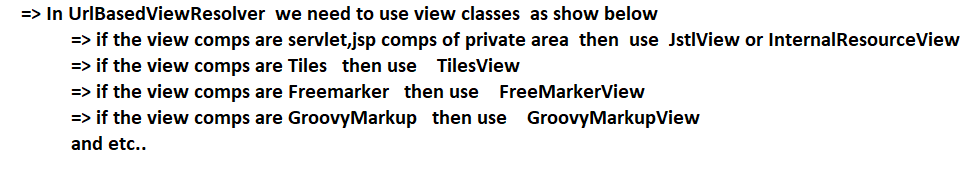 => In UrlBasedViewResolver we need to use view classes as show below
=> if the view comps are servlet,jsp comps of private area then use JstlView or InternalResourceView
=> if the view comps are Tiles then use TilesView
=> if the view comps are Freemarker then use FreeMarkerView
=> if the view comps are GroovyMarkup then use GroovyMarkupView
and etc..